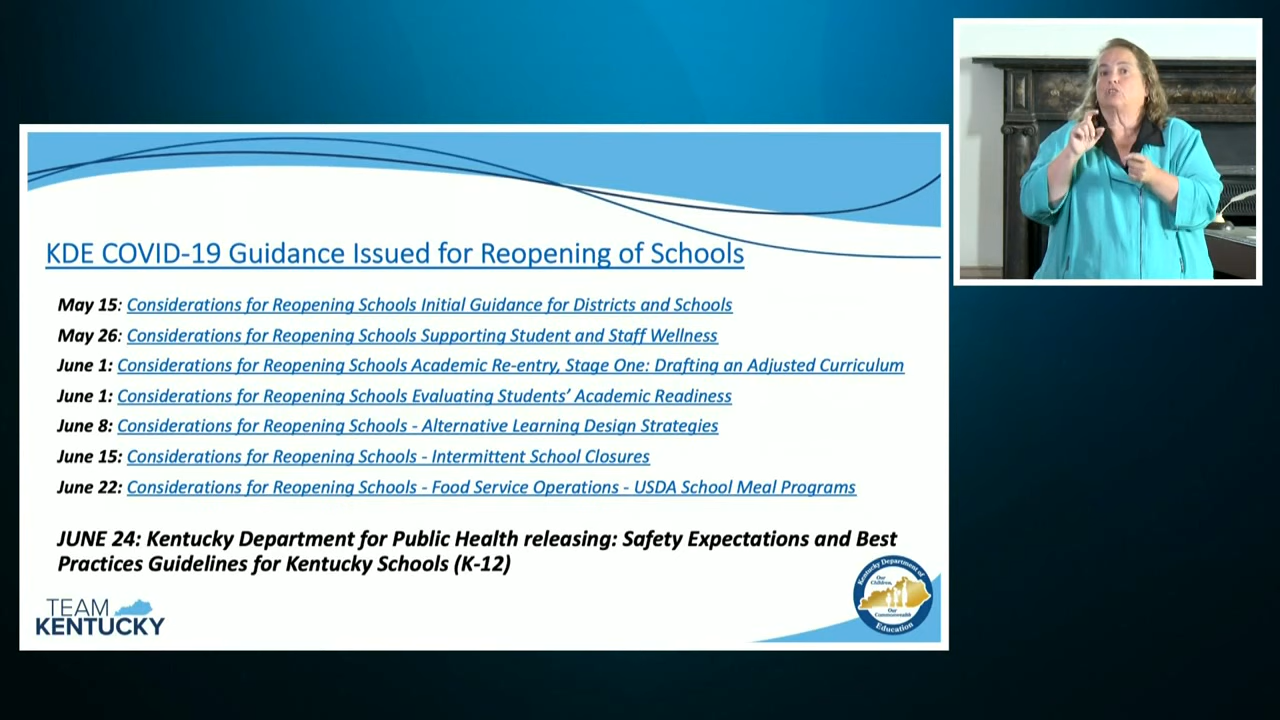 KDE COVID-19 Guidance Issued for Reopening of Schools
May 15: Considerations for Reopening Schools Initial Guidance for Districts and Schools
May 26: Considerations for Reopening Schools Supporting Student and Staff Wellness
June 1: Considerations for Reopening Schools Academic Re-entry, Stage One: Drafting an Adjusted Curriculum
June 1: Considerations for Reopening Schools Evaluating Students’ Academic Readiness
June 8: Considerations for Reopening Schools - Alternative Learning Design Strategies
June 15: Considerations for Reopening Schools - Intermittent School Closures
June 22: Considerations for Reopening Schools - Food Service Operations - USDA School Meal Programs
JUNE 24: Kentucky Department for Public Health releasing: Safety Expectations and Best
Practices Guidelines for Kentucky Schools (K-12)
TEAM
KENTUCKY
Kentucky Department of
Our
Children,
Our
Commonwealth
Education